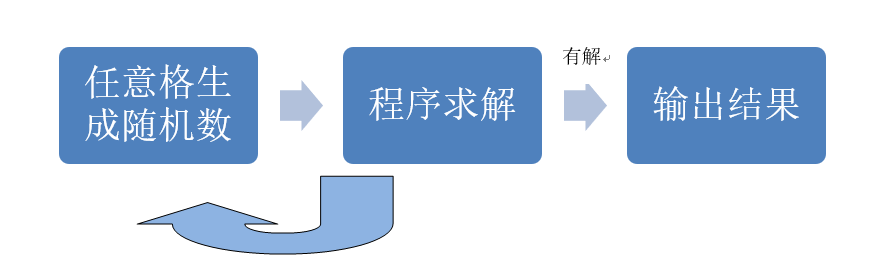 任意格生
成随机数
程序求解
有解
输出结果